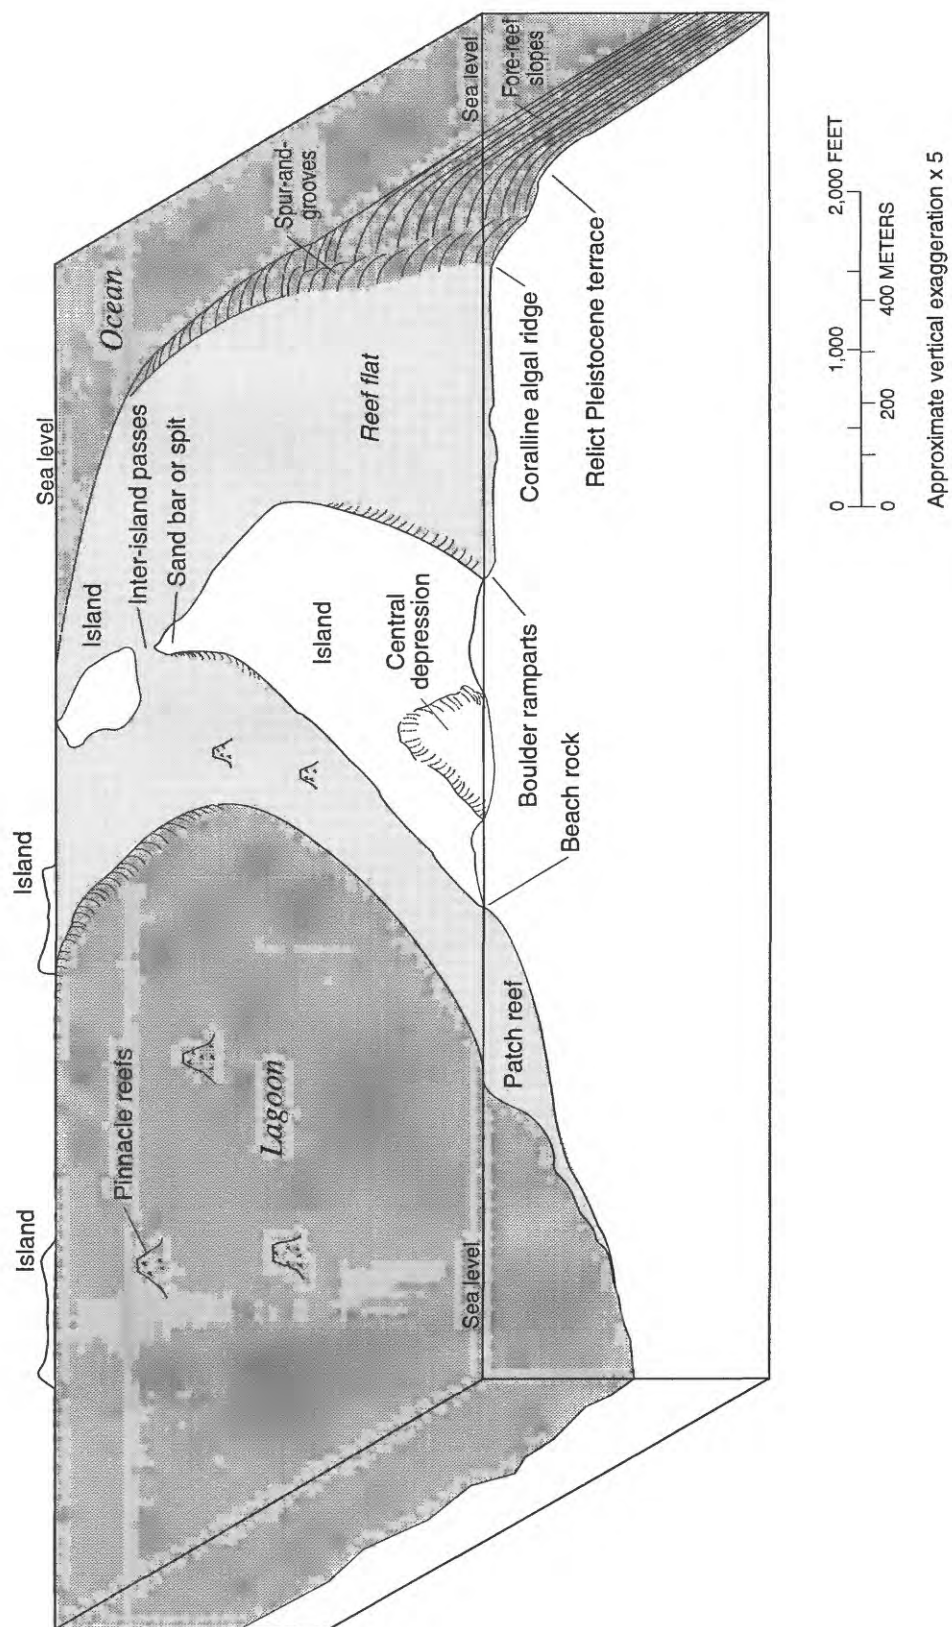 Island
Island
Sea level
Ocean
Island
Pinnacle reefs
Inter-island passes
Sand bar or spit
Spur-and-
grooves
Lagoon
Island
Reef flat
Central
depression
Sea level
Sea level
Patch reef
Fore-reef
slopes
Beach rock
Boulder ramparts
Coralline algal ridge
Relict Pleistocene terrace
0 1,000 2,000 FEET
0 200 400 METERS
Approximate vertical exaggeration x 5